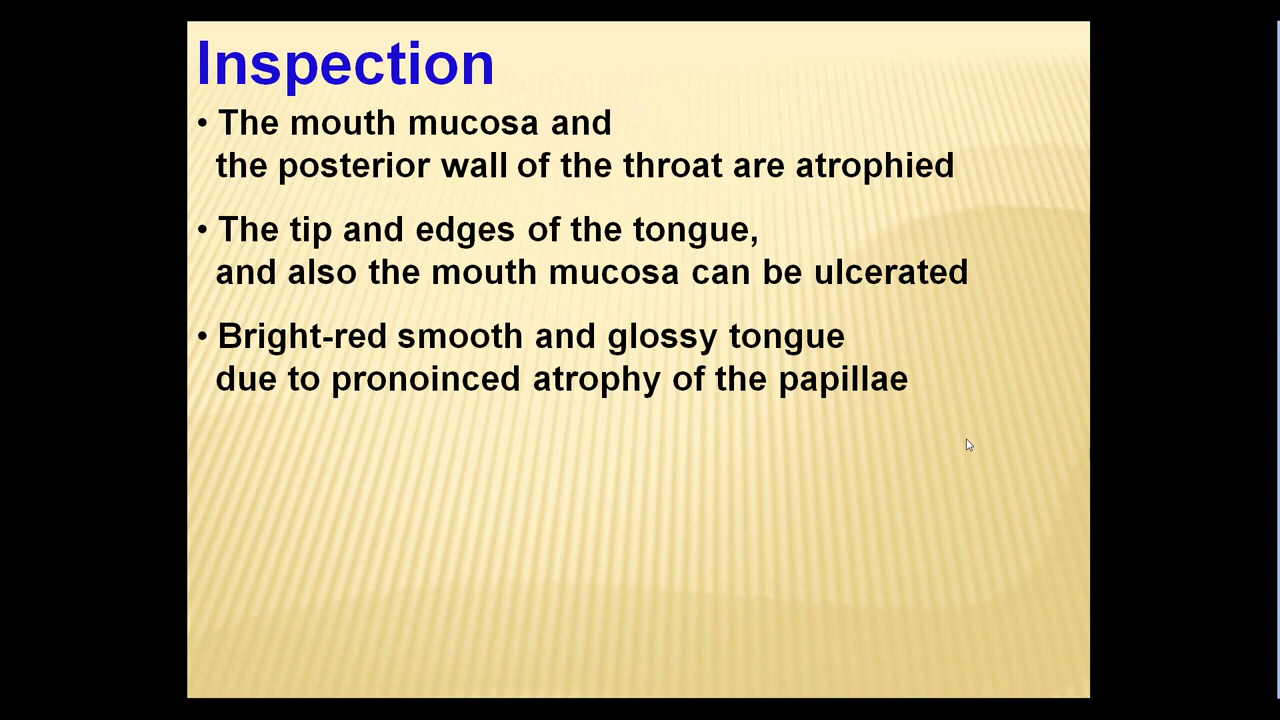 Inspection
• The mouth mucosa and
the posterior wall of the throat are atrophied
• The tip and edges of the tongue,
and also the mouth mucosa can be ulcerated
• Bright-red smooth and glossy tongue
due to pronoinced atrophy of the papillae